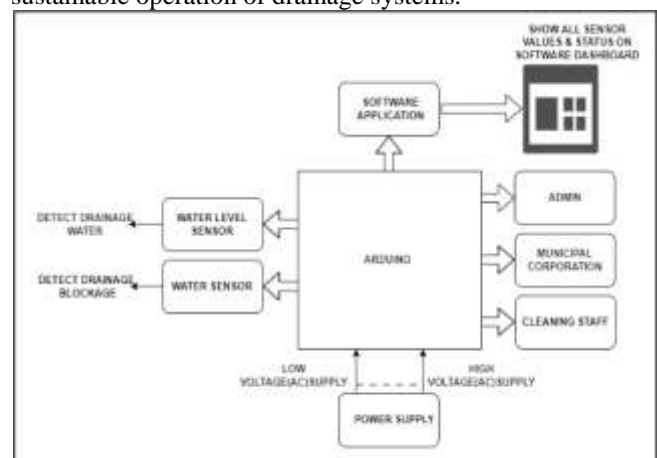 sustainable operation of drainage systems.
SHOW ALL SENSOR
VALUES & STATUS ON
SOFTWARE DASHBOARD
SOFTWARE
APPLICATION
DETECT DRAINAGE
WATER
WATER LEVEL
SENSOR
ADMIN
ARDUINO
MUNICIPAL
CORPORATION
DETECT DRAINAGE
BLOCKAGE
WATER SENSOR
CLEANING STAFF
LOW
VOLTAGE(AC)SUPPLY
HIGH
VOLTAGE(AC)SUPPLY
POWER SUPPLY